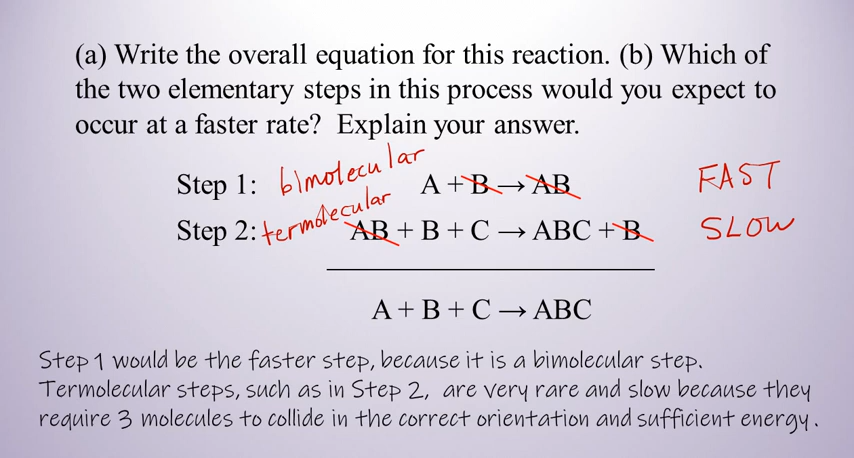 (a) Write the overall equation for this reaction. (b) Which of
the two elementary steps in this process would you expect to
occur at a faster rate? Explain your answer.
Step 1: bimolecular A + B → AB FAST
Step 2: termolecular AB + B + C → ABC + B SLOW
A + B + C → ABC
Step 1 would be the faster step, because it is a bimolecular step.
Termolecular steps, such as in Step 2, are very rare and slow because they
require 3 molecules to collide in the correct orientation and sufficient energy.